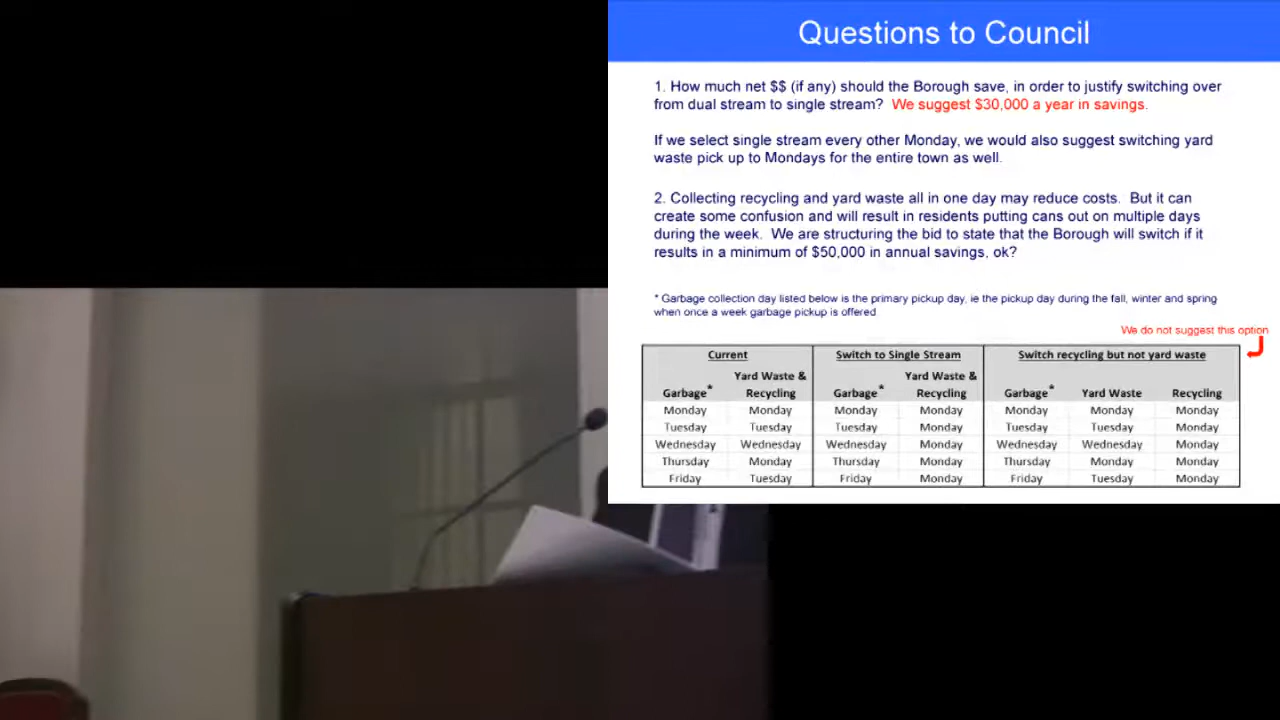 Questions to Council
1. How much net $$ (if any) should the Borough save, in order to justify switching over
from dual stream to single stream? We suggest $30,000 a year in savings.
If we select single stream every other Monday, we would also suggest switching yard
waste pick up to Mondays for the entire town as well.
2. Collecting recycling and yard waste all in one day may reduce costs. But it can
create some confusion and will result in residents putting cans out on multiple days
during the week. We are structuring the bid to state that the Borough will switch if it
results in a minimum of $50,000 in annual savings, ok?
* Garbage collection day listed below is the primary pickup day, ie the pickup day during the fall, winter and spring
when once a week garbage pickup is offered
We do not suggest this option
Current Switch to Single Stream Switch recycling but not yard waste
Yard Waste & Yard Waste &
Garbage* Recycling Garbage* Recycling Garbage* Yard Waste Recycling
Monday Monday Monday Monday Monday Monday Monday
Tuesday Tuesday Tuesday Monday Tuesday Tuesday Monday
Wednesday Wednesday Wednesday Monday Wednesday Wednesday Monday
Thursday Monday Thursday Monday Thursday Monday Monday
Friday Tuesday Friday Monday Friday Tuesday Monday